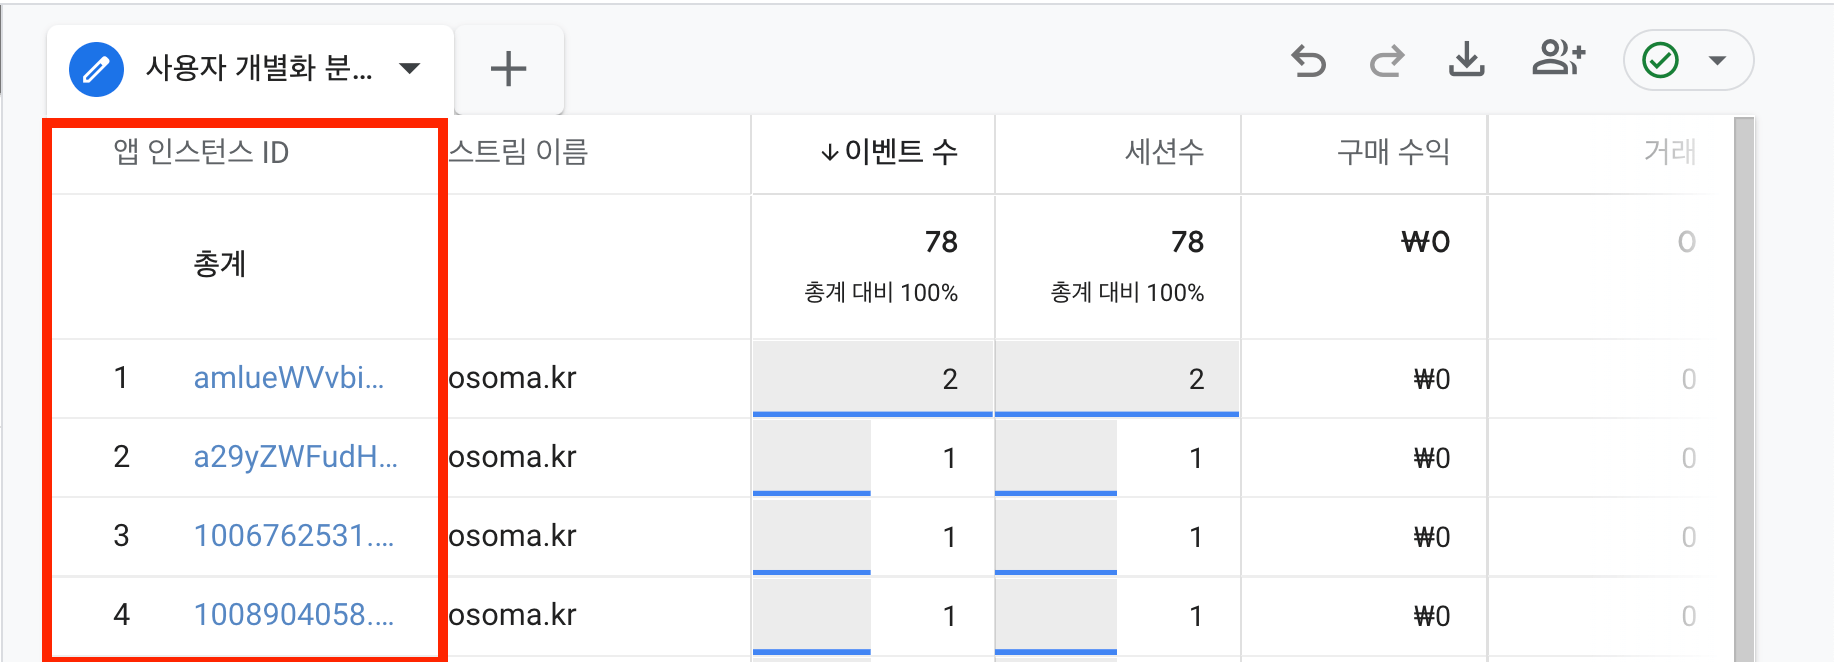 사용자 개별화 분...
앱 인스턴스 ID 스트림 이름 ↓이벤트 수 세션수 구매 수익 거래
총계 78 78 ₩0 0
총계 대비 100% 총계 대비 100%
1 amlueWVvbi... osoma.kr 2 2 ₩0 0
2 a29yZWFudH... osoma.kr 1 1 ₩0 0
3 1006762531.... osoma.kr 1 1 ₩0 0
4 1008904058.... osoma.kr 1 1 ₩0 0